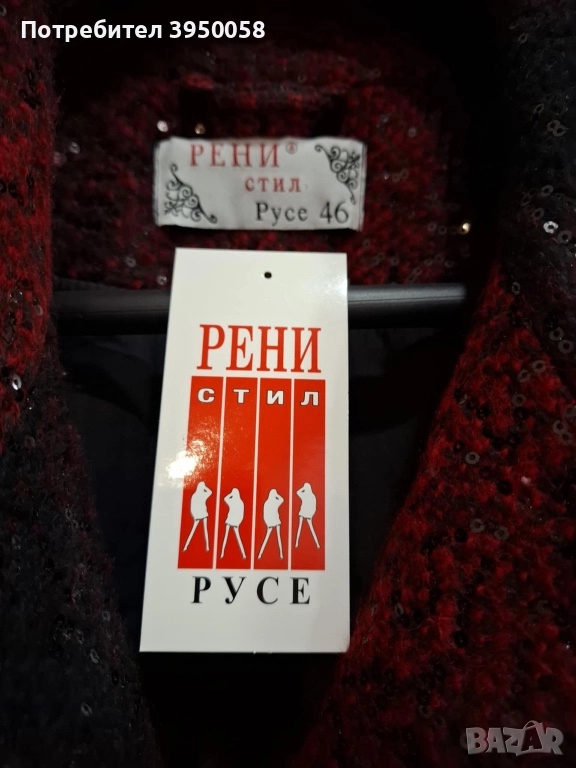 Потребител 3950058
РЕНИ®
стил
Русе 46
РЕНИ
СТИЛ
РУСЕ
BAZAR